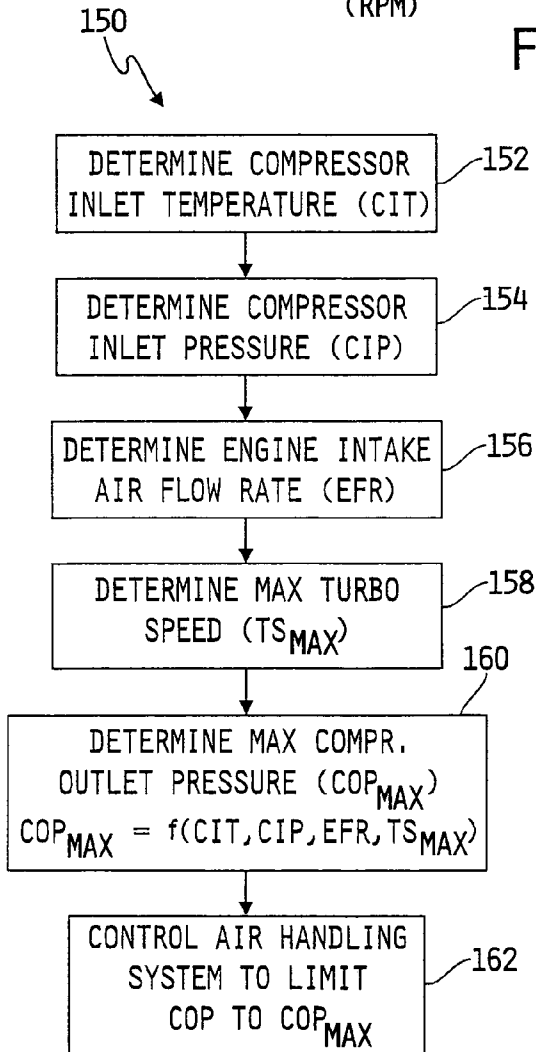 (RPM)
150
F
DETERMINE COMPRESSOR
INLET TEMPERATURE (CIT)
152
DETERMINE COMPRESSOR
INLET PRESSURE (CIP)
154
DETERMINE ENGINE INTAKE
AIR FLOW RATE (EFR)
156
DETERMINE MAX TURBO
SPEED (TSMAX)
158
160
DETERMINE MAX COMPR.
OUTLET PRESSURE (COPMAX)
COPMAX = f(CIT,CIP,EFR,TSMAX)
CONTROL AIR HANDLING
SYSTEM TO LIMIT
COP TO COPMAX
162